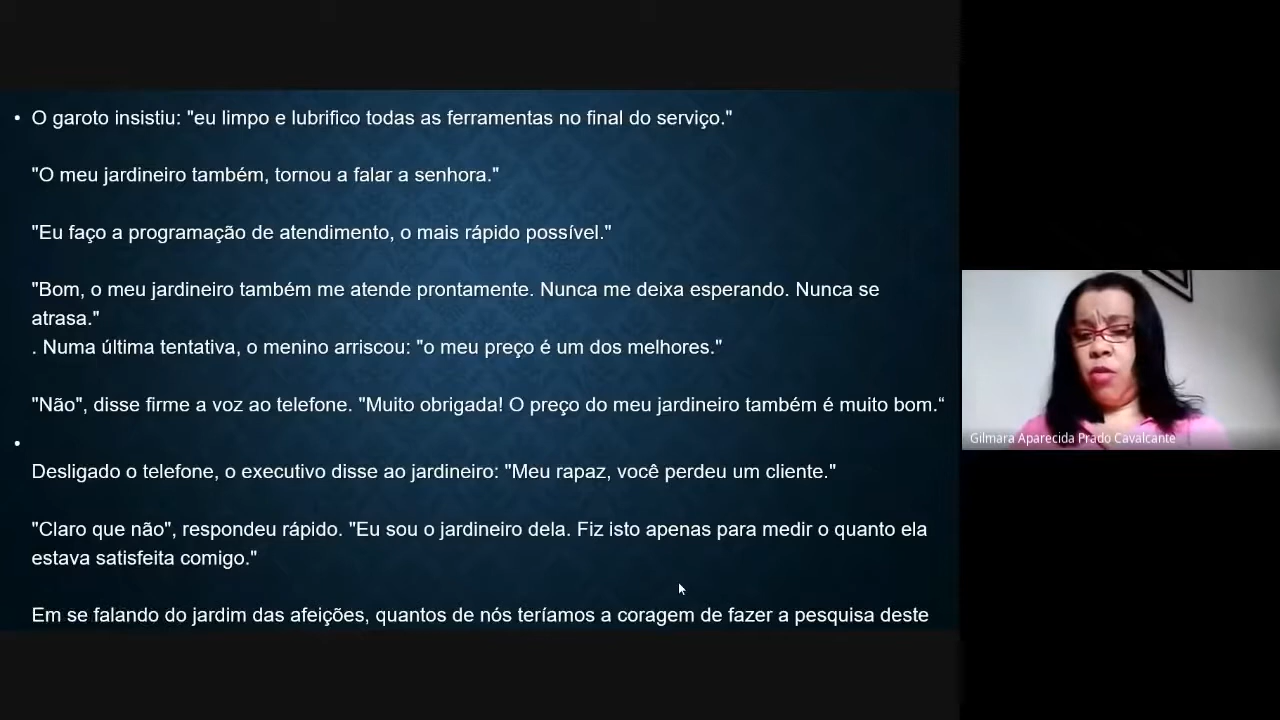 • O garoto insistiu: "eu limpo e lubrifico todas as ferramentas no final do serviço."
"O meu jardineiro também, tornou a falar a senhora."
"Eu faço a programação de atendimento, o mais rápido possível."
"Bom, o meu jardineiro também me atende prontamente. Nunca me deixa esperando. Nunca se
atrasa."
. Numa última tentativa, o menino arriscou: "o meu preço é um dos melhores."
"Não", disse firme a voz ao telefone. "Muito obrigada! O preço do meu jardineiro também é muito bom.“
•
Desligado o telefone, o executivo disse ao jardineiro: "Meu rapaz, você perdeu um cliente."
"Claro que não", respondeu rápido. "Eu sou o jardineiro dela. Fiz isto apenas para medir o quanto ela
estava satisfeita comigo."
Em se falando do jardim das afeições, quantos de nós teríamos a coragem de fazer a pesquisa deste
Gilmara Aparecida Prado Cavalcante